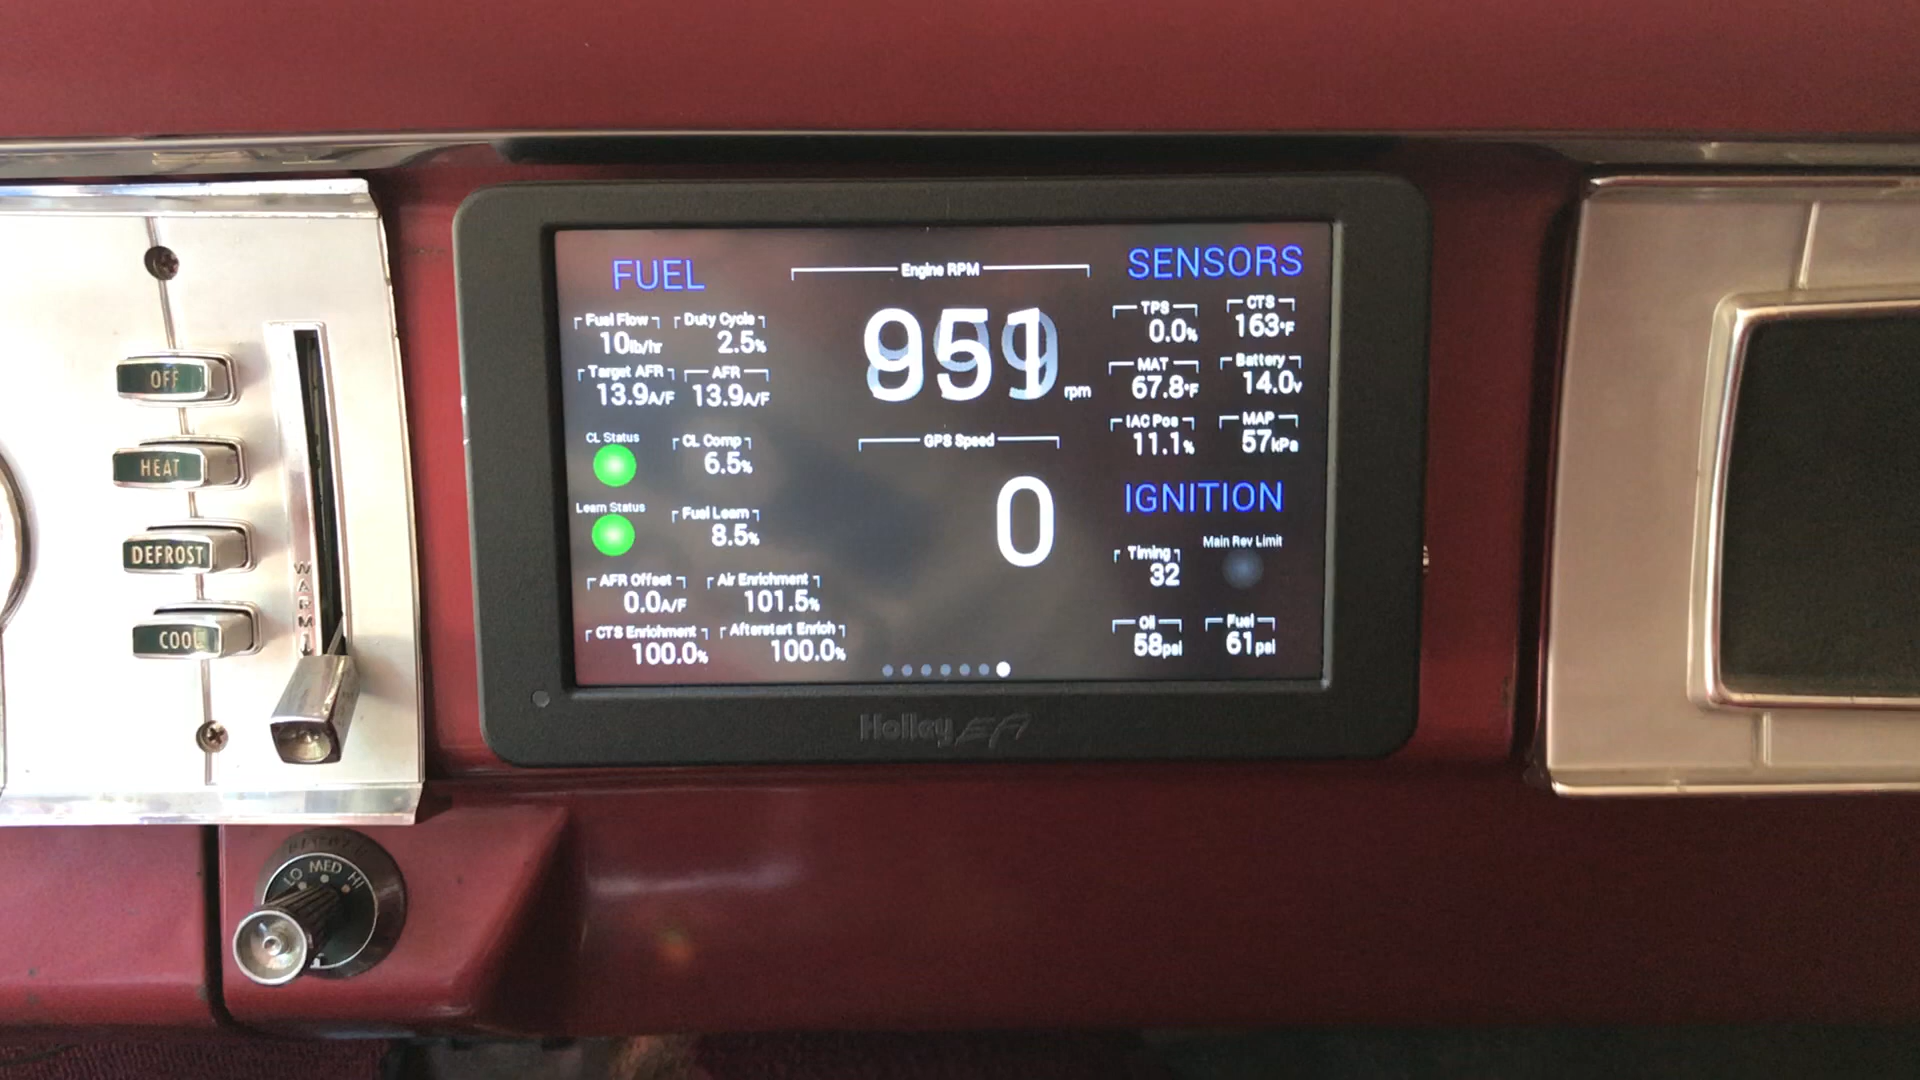 OFF
HEAT
DEFROST
COOL
WARM
LO MED HI
FUEL
Fuel Flow
10lb/hr
Duty Cycle
2.5%
Target AFR
13.9A/F
AFR
13.9A/F
CL Status
CL Comp
6.5%
Learn Status
Fuel Learn
8.5%
AFR Offset
0.0A/F
Air Enrichment
101.5%
CTS Enrichment
100.0%
Afterstart Enrich
100.0%
Engine RPM
951 rpm
GPS Speed
0
SENSORS
TPS
0.0%
CTS
163°F
MAT
67.8°F
Battery
14.0v
IAC Pos
11.1%
MAP
57kPa
IGNITION
Timing
32
Main Rev Limit
Oil
58psi
Fuel
61psi
Holley EFI